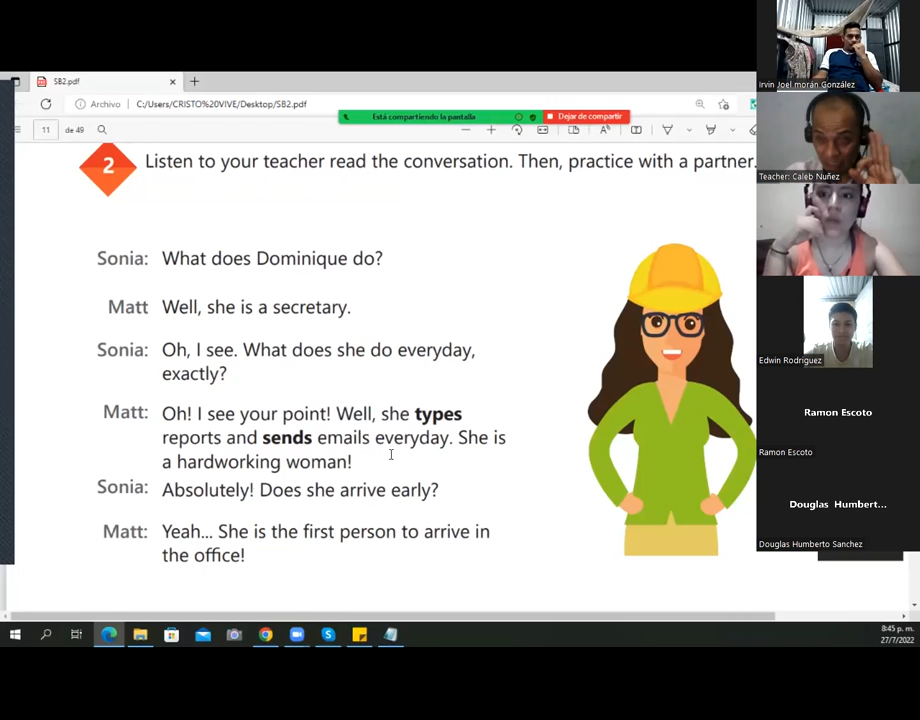 SB2.pdf
Archivo
C:/Users/CRISTO%20VIVE/Desktop/SB2.pdf
Está compartiendo la pantalla
Dejar de compartir
11
de 49
2
Listen to your teacher read the conversation. Then, practice with a partner.
Sonia: What does Dominique do?
Matt Well, she is a secretary.
Sonia: Oh, I see. What does she do everyday,
exactly?
Matt: Oh! I see your point! Well, she types
reports and sends emails everyday. She is
a hardworking woman!
Sonia: Absolutely! Does she arrive early?
Matt: Yeah... She is the first person to arrive in
the office!
Irvin Joel morán González
Teacher: Caleb Nuñez
Edwin Rodriguez
Ramon Escoto
Ramon Escoto
Douglas Humbert...
Douglas Humberto Sanchez
8:45 p. m.
27/7/2022